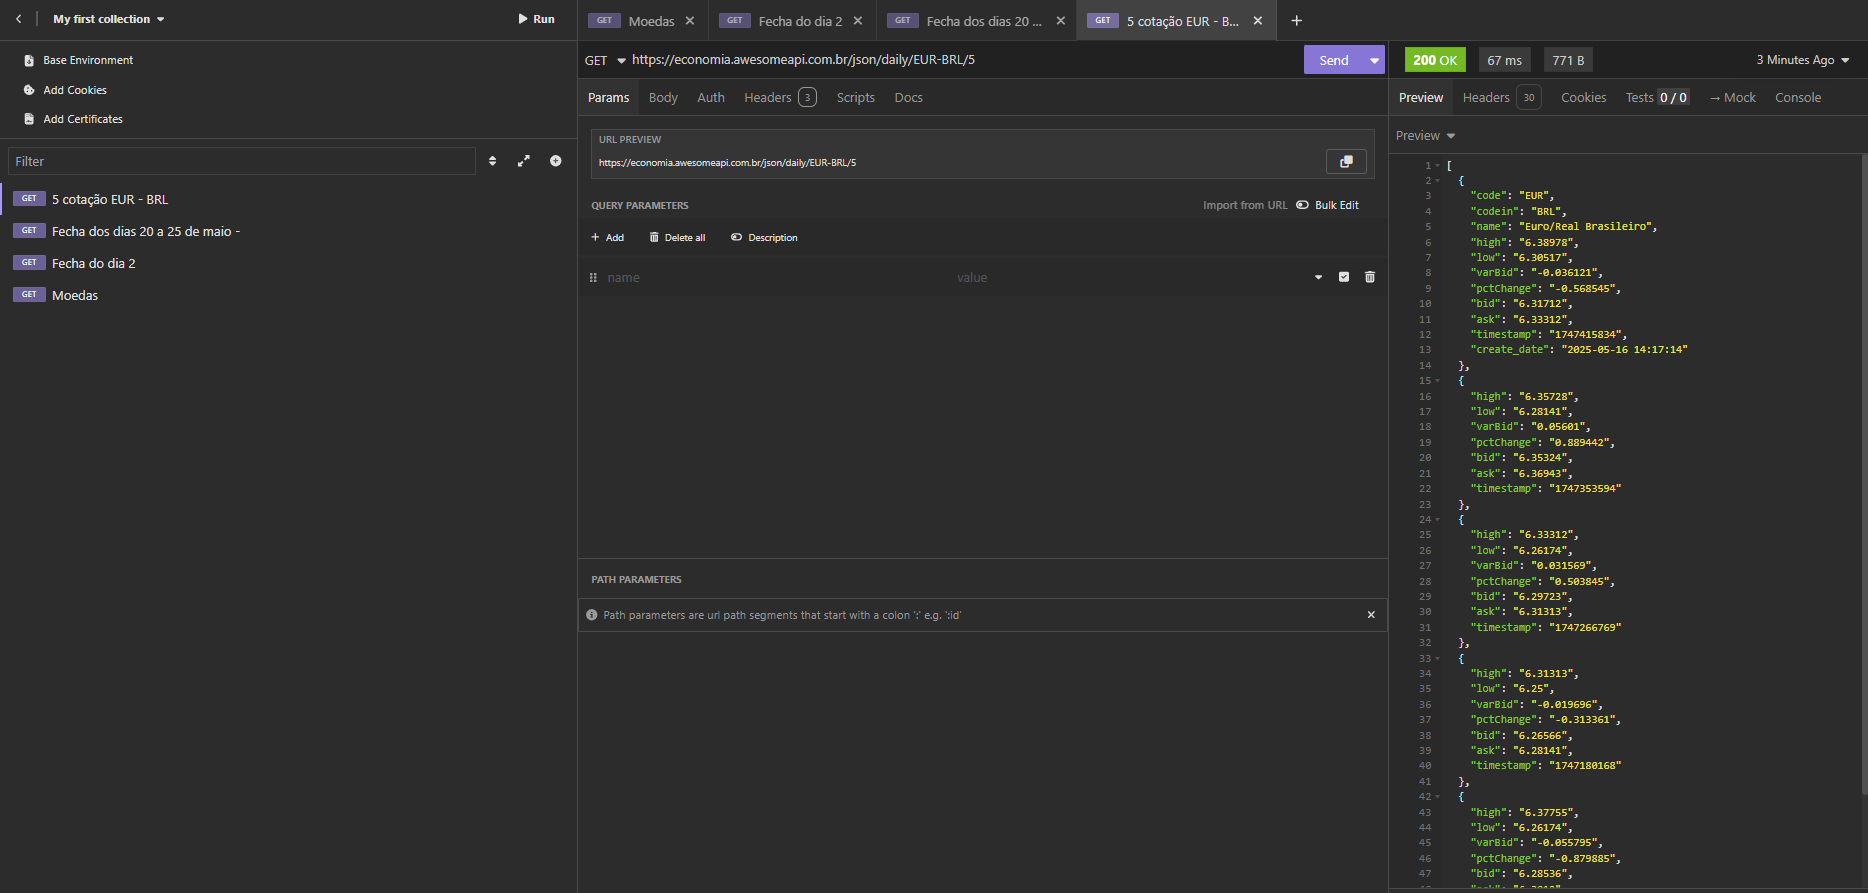 My first collection
Run
Base Environment
Add Cookies
Add Certificates
Filter
GET 5 cotação EUR - BRL
GET Fecha dos dias 20 a 25 de maio -
GET Fecha do dia 2
GET Moedas
GET Moedas
GET Fecha do dia 2
GET Fecha dos dias 20 ...
GET 5 cotação EUR - B...
GET https://economia.awesomeapi.com.br/json/daily/EUR-BRL/5
Send
Params Body Auth Headers 3 Scripts Docs
URL PREVIEW
https://economia.awesomeapi.com.br/json/daily/EUR-BRL/5
QUERY PARAMETERS
Import from URL Bulk Edit
+ Add Delete all Description
name value
PATH PARAMETERS
Path parameters are url path segments that start with a colon ':' e.g. ':id'
200 OK 67 ms 771 B 3 Minutes Ago
Preview Headers 30 Cookies Tests 0 / 0 → Mock Console
Preview
1 [
2 {
3 "code": "EUR",
4 "codein": "BRL",
5 "name": "Euro/Real Brasileiro",
6 "high": "6.38978",
7 "low": "6.30517",
8 "varBid": "-0.036121",
9 "pctChange": "-0.568545",
10 "bid": "6.31712",
11 "ask": "6.33312",
12 "timestamp": "1747415834",
13 "create_date": "2025-05-16 14:17:14"
14 },
15 {
16 "high": "6.35728",
17 "low": "6.28141",
18 "varBid": "0.05601",
19 "pctChange": "0.889442",
20 "bid": "6.35324",
21 "ask": "6.36943",
22 "timestamp": "1747353594"
23 },
24 {
25 "high": "6.33312",
26 "low": "6.26174",
27 "varBid": "0.031569",
28 "pctChange": "0.503845",
29 "bid": "6.29723",
30 "ask": "6.31313",
31 "timestamp": "1747266769"
32 },
33 {
34 "high": "6.31313",
35 "low": "6.25",
36 "varBid": "-0.019696",
37 "pctChange": "-0.313361",
38 "bid": "6.26566",
39 "ask": "6.28141",
40 "timestamp": "1747180168"
41 },
42 {
43 "high": "6.37755",
44 "low": "6.26174",
45 "varBid": "-0.055795",
46 "pctChange": "-0.879885",
47 "bid": "6.28536",